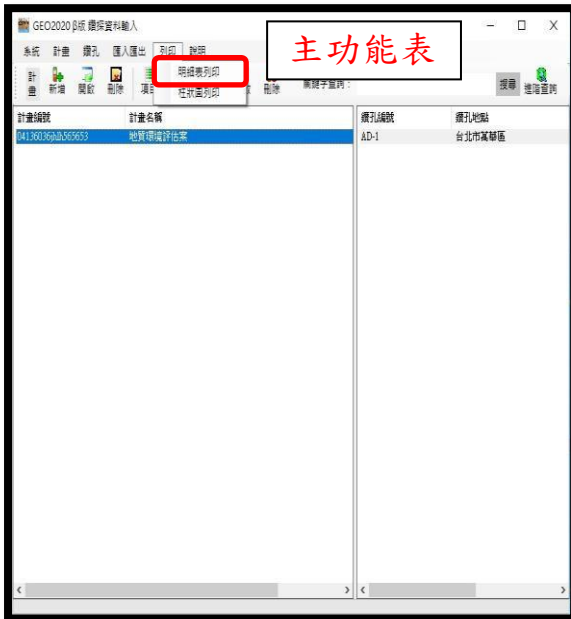 GEO2020 β版 鑽探資料輸入
主功能表
系統 計畫 鑽孔 匯入匯出 列印 說明
明細表列印
柱狀圖列印
計畫 新增 開啟 刪除 項目 刪除 關鍵字查詢: 搜尋 進階查詢
計畫編號 計畫名稱 鑽孔編號 鑽孔地點
地質環境評估案 AD-1 台北市萬華區